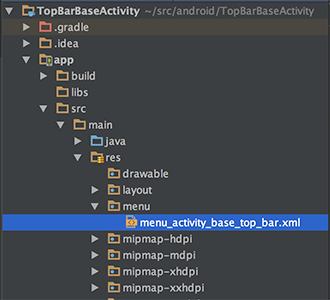 TopBarBaseActivity ~/src/android/TopBarBaseActivity
.gradle
.idea
app
build
libs
src
main
java
res
drawable
layout
menu
menu_activity_base_top_bar.xml
mipmap-hdpi
mipmap-mdpi
mipmap-xhdpi
mipmap-xxhdpi